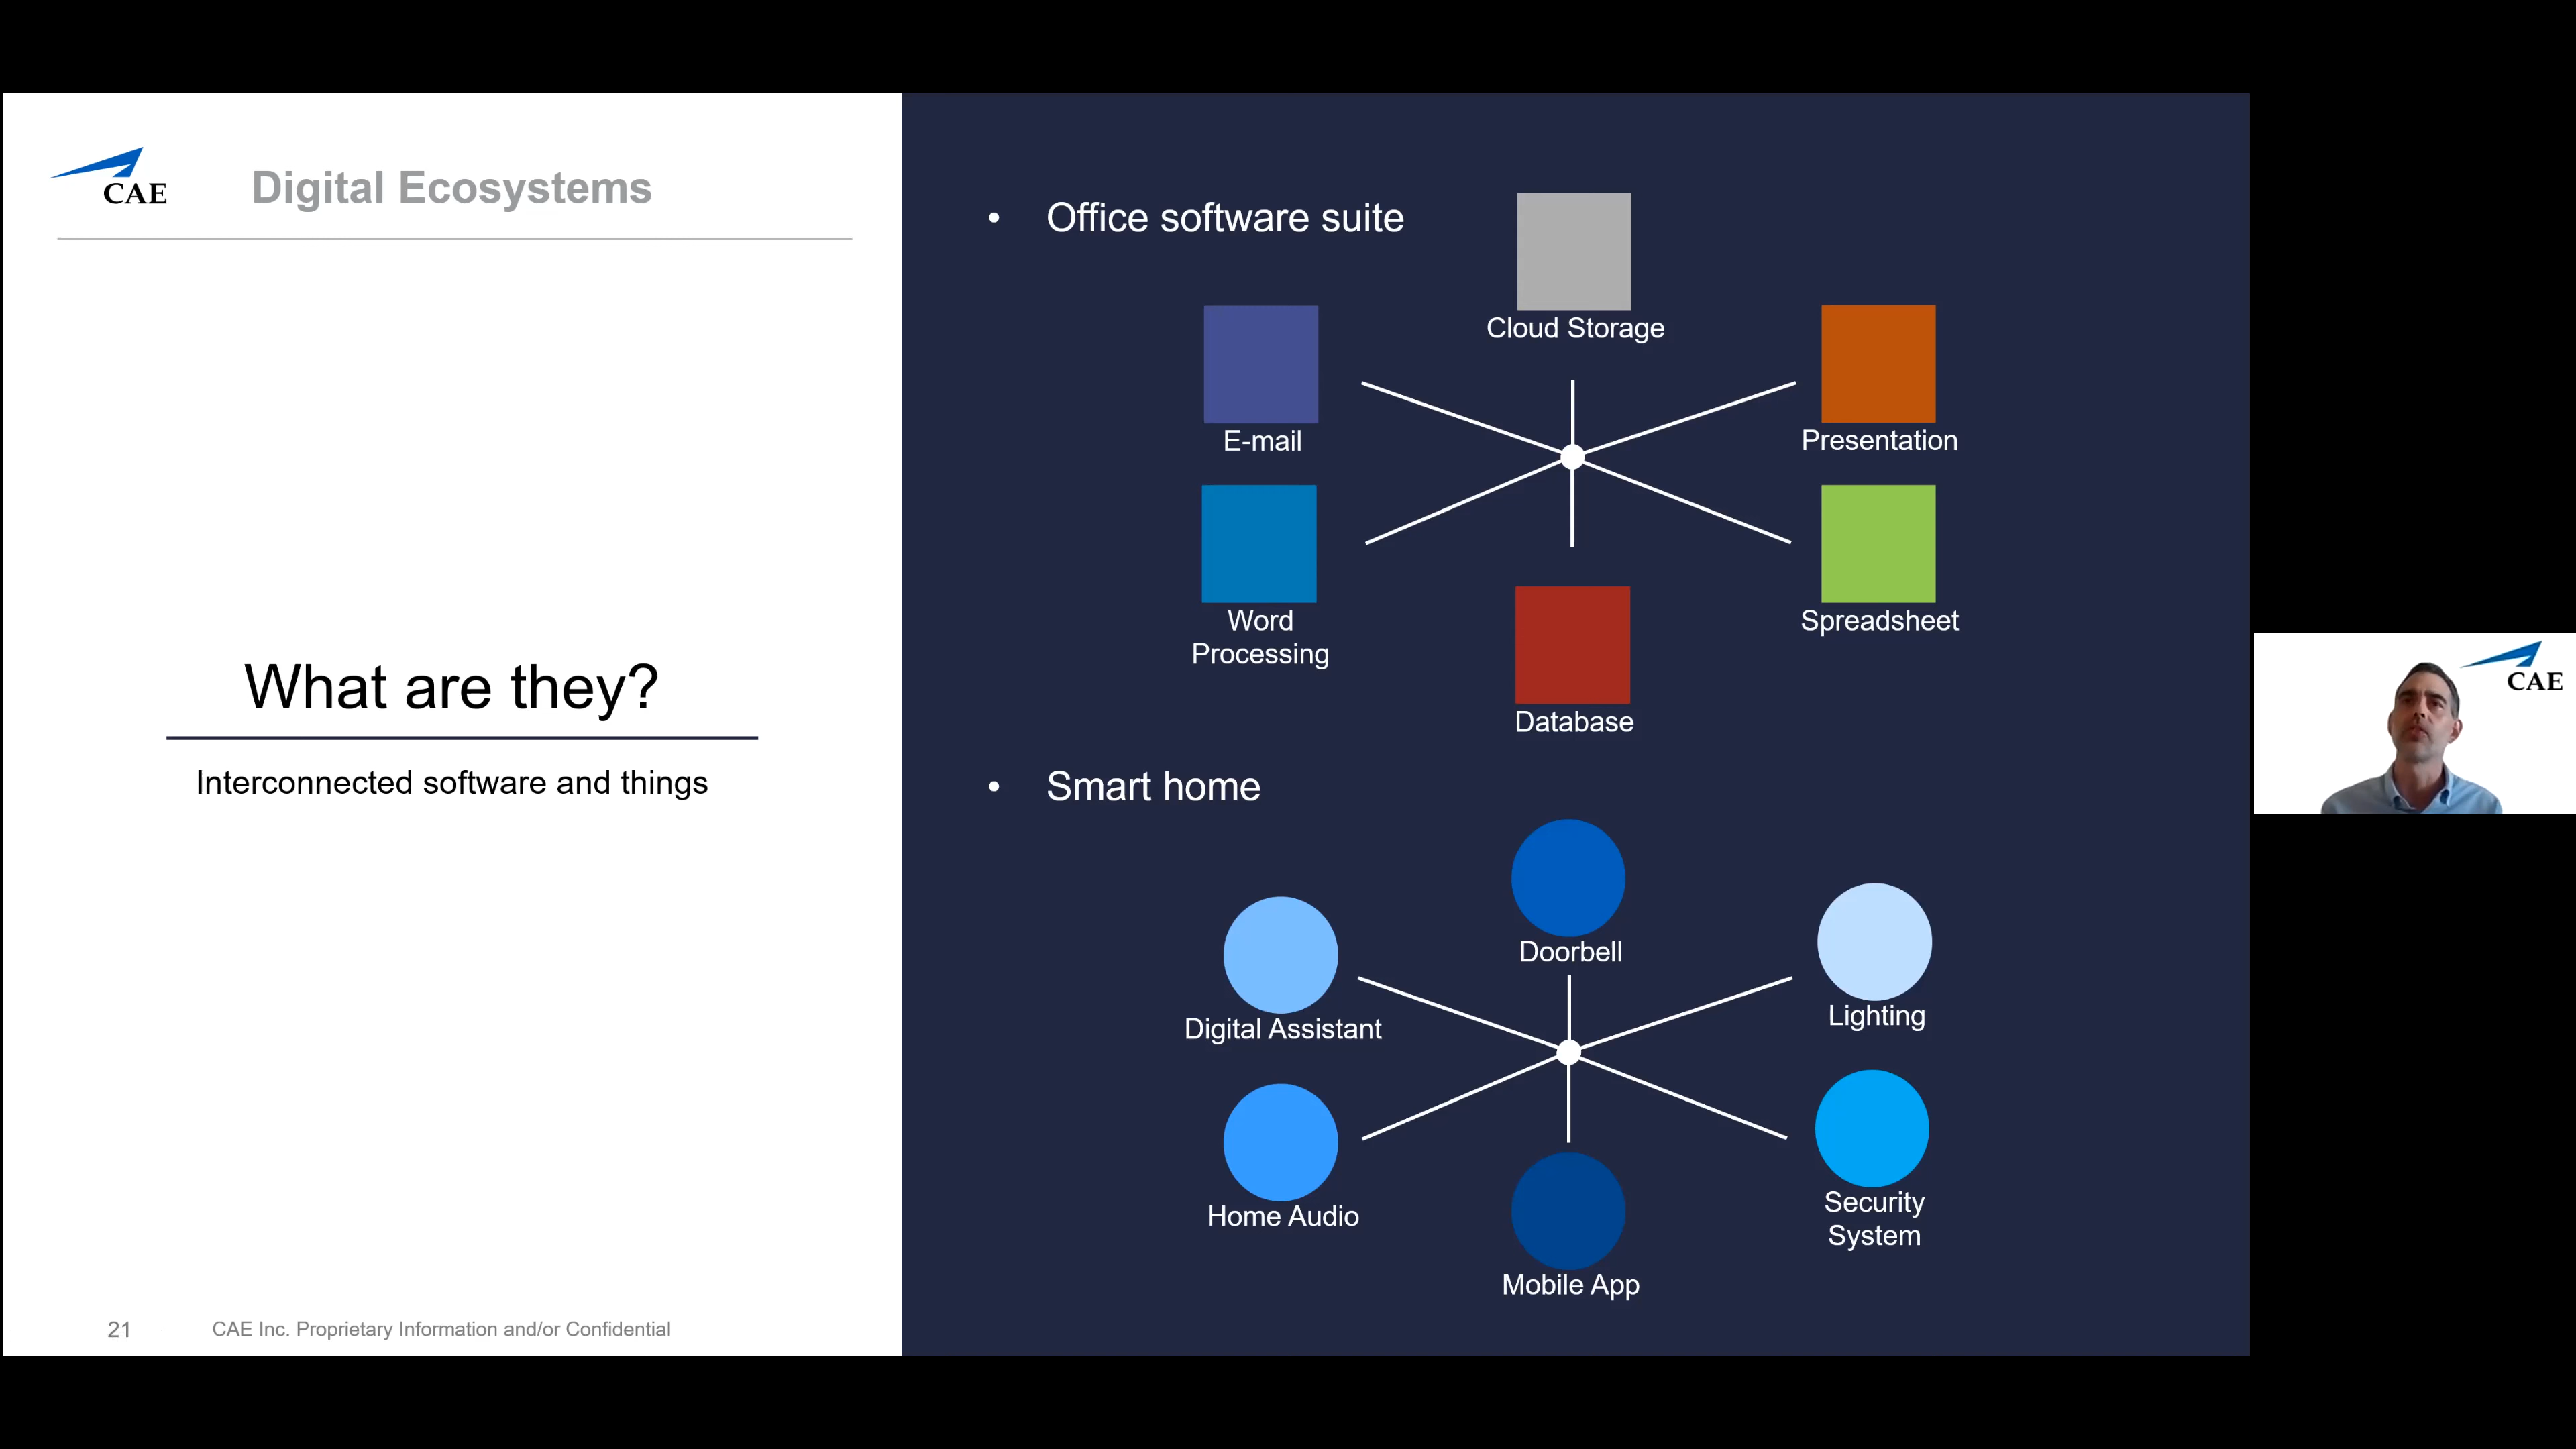 CAE
Digital Ecosystems
What are they?
Interconnected software and things
21
CAE Inc. Proprietary Information and/or Confidential
• Office software suite
Cloud Storage
E-mail
Presentation
Word
Processing
Spreadsheet
Database
• Smart home
Doorbell
Digital Assistant
Lighting
Home Audio
Security
System
Mobile App
CAE